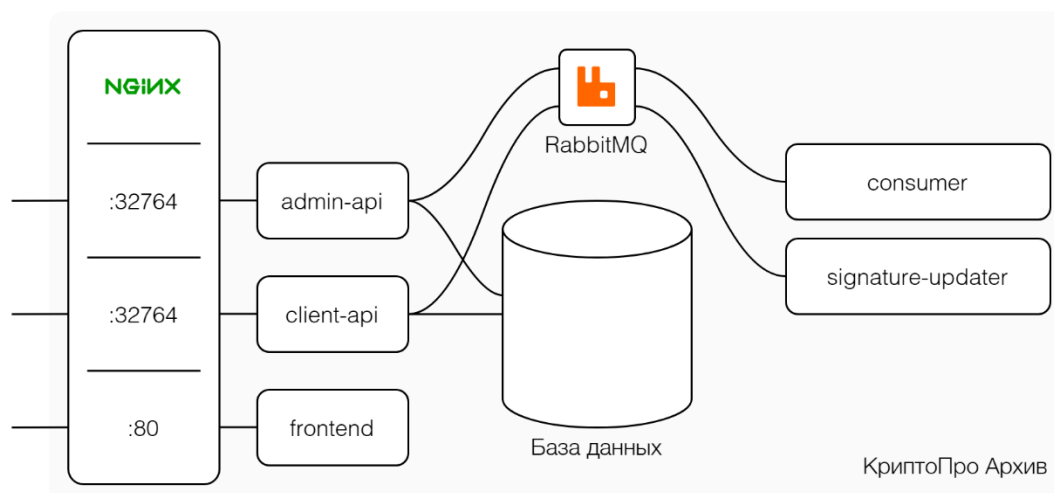 NGINX
:32764
:32764
:80
admin-api
client-api
frontend
RabbitMQ
База данных
consumer
signature-updater
КриптоПро Архив